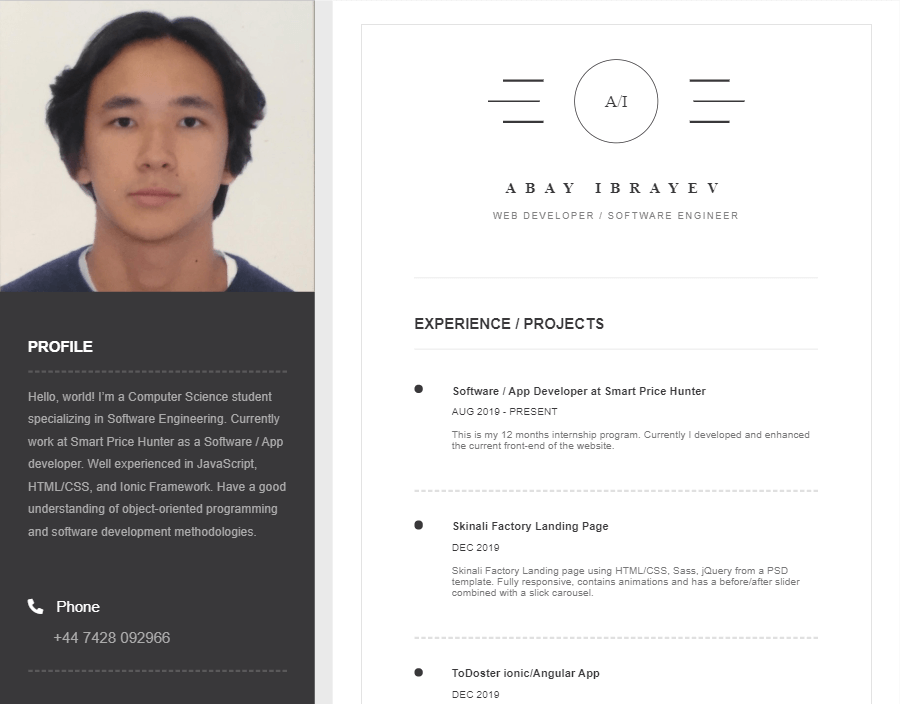 PROFILE
Hello, world! I'm a Computer Science student
specializing in Software Engineering. Currently
work at Smart Price Hunter as a Software / App
developer. Well experienced in JavaScript,
HTML/CSS, and Ionic Framework. Have a good
understanding of object-oriented programming
and software development methodologies.
Phone
+44 7428 092966
A/I
ABAY IBRAYEV
WEB DEVELOPER / SOFTWARE ENGINEER
EXPERIENCE / PROJECTS
Software / App Developer at Smart Price Hunter
AUG 2019 - PRESENT
This is my 12 months internship program. Currently I developed and enhanced
the current front-end of the website.
Skinali Factory Landing Page
DEC 2019
Skinali Factory Landing page using HTML/CSS, Sass, jQuery from a PSD
template. Fully responsive, contains animations and has a before/after slider
combined with a slick carousel.
ToDoster ionic/Angular App
DEC 2019